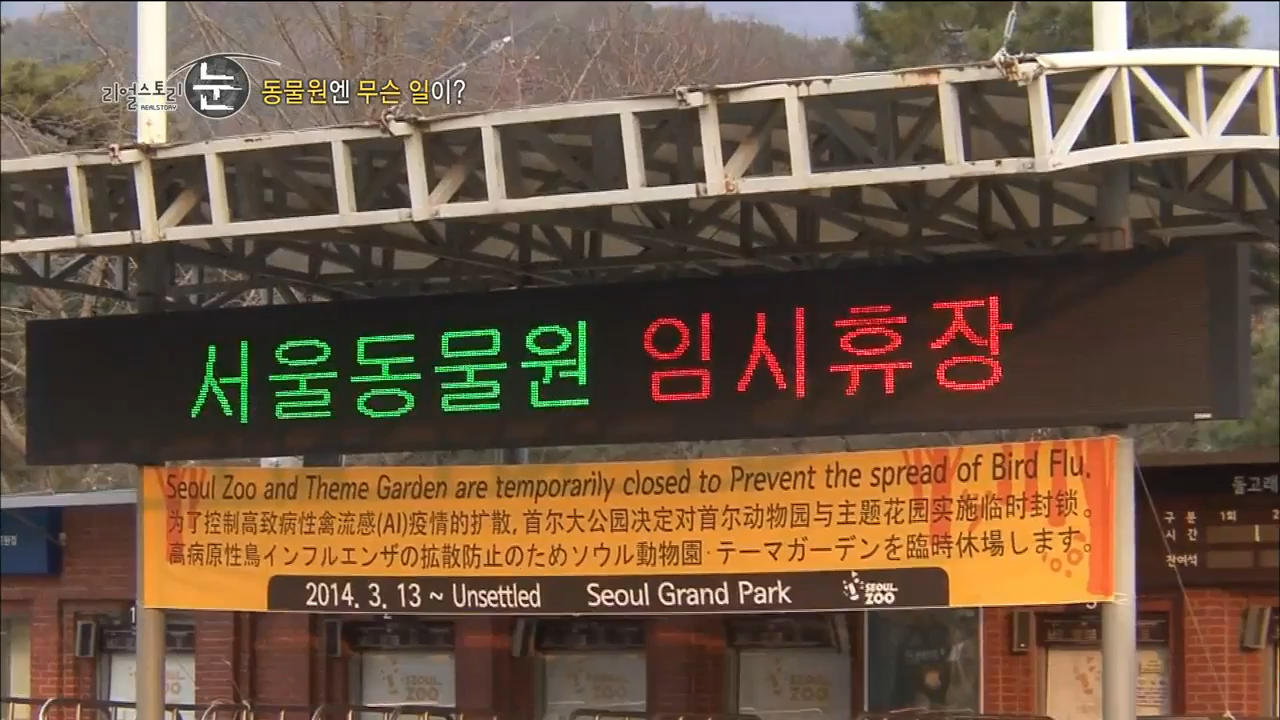 리얼스토리 눈 동물원엔 무슨 일이?
REALSTORY
서울동물원 임시휴장
Seoul Zoo and Theme Garden are temporarily closed to Prevent the spread of Bird Flu.
为了控制高致病性禽流感(AI)疫情的扩散, 首尔大公园决定对首尔动物园与主题花园实施临时封锁。
高病原性鳥インフルエンザの拡散防止のためソウル動物園·テーマガーデンを臨時休場します。
2014. 3. 13 ~ Unsettled Seoul Grand Park SEOUL ZOO
돌고래
구 분 1회 2
시 간
잔여석
1
2
3
SEOUL ZOO
SEOUL ZOO
SEOUL ZOO